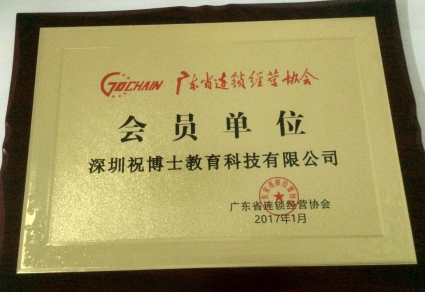 GDCHAIN 广东省连锁经营协会
会员单位
深圳祝博士教育科技有限公司
广东省连锁经营协会
2017年1月